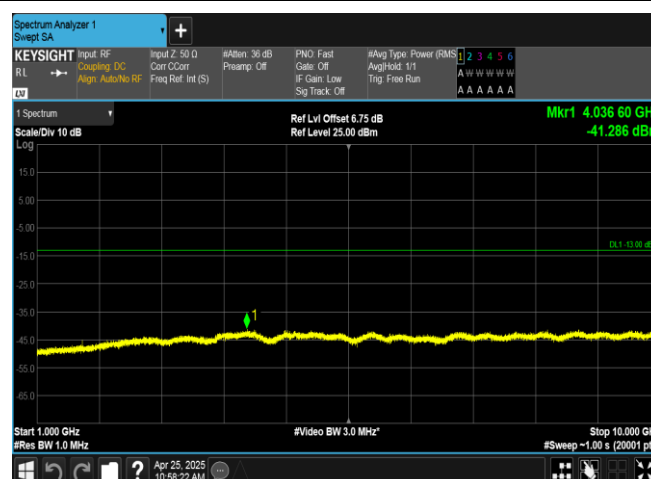 Spectrum Analyzer 1
Swept SA
+
KEYSIGHT Input: RF Input Z: 50 Ω #Atten: 36 dB PNO: Fast #Avg Type: Power (RMS 1 2 3 4 5 6
RL Coupling: DC Corr CCorr Preamp: Off Gate: Off Avg|Hold: 1/1 A W W W W W
Align: Auto/No RF Freq Ref: Int (S) IF Gain: Low Trig: Free Run
LXI Sig Track: Off A A A A A A
1 Spectrum Ref Lvl Offset 6.75 dB Mkr1 4.036 60 GH
Scale/Div 10 dB Ref Level 25.00 dBm -41.286 dB
Log
15.0
5.00
-5.00
DL1 -13.00 dB
-15.0
-25.0
-35.0
1
-45.0
-55.0
-65.0
Start 1.000 GHz #Video BW 3.0 MHz* Stop 10.000 GH
#Res BW 1.0 MHz #Sweep ~1.00 s (20001 pt
? Apr 25, 2025
10:58:22 AM